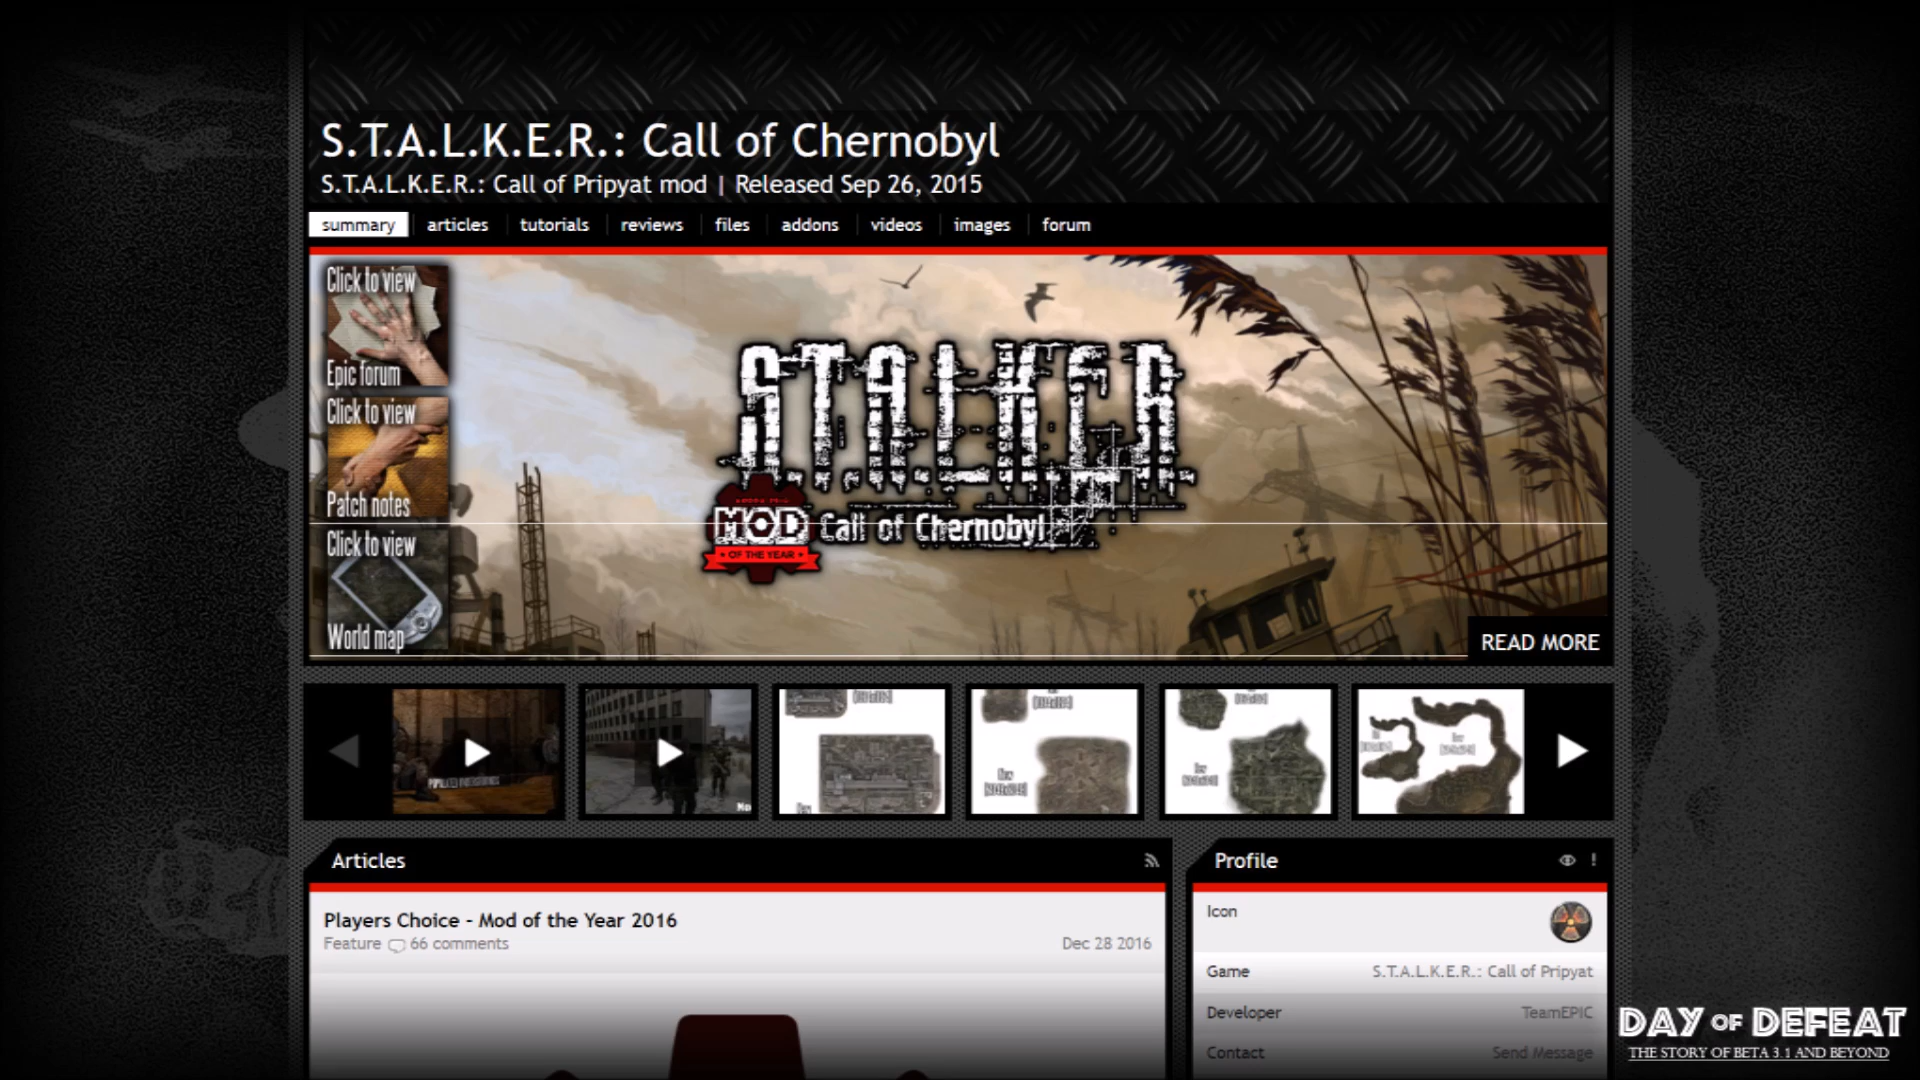 S.T.A.L.K.E.R.: Call of Chernobyl
S.T.A.L.K.E.R.: Call of Pripyat mod | Released Sep 26, 2015
summary articles tutorials reviews files addons videos images forum
Click to view
Epic forum
Click to view
Patch notes
Click to view
World map
S.T.A.L.K.E.R
MOD
OF THE YEAR
Call of Chernobyl
READ MORE
Articles
Players Choice - Mod of the Year 2016
Feature 66 comments Dec 28 2016
Profile
Icon
Game S.T.A.L.K.E.R.: Call of Pripyat
Developer TeamEPIC
Contact Send Message
DAY OF DEFEAT
THE STORY OF BETA 3.1 AND BEYOND